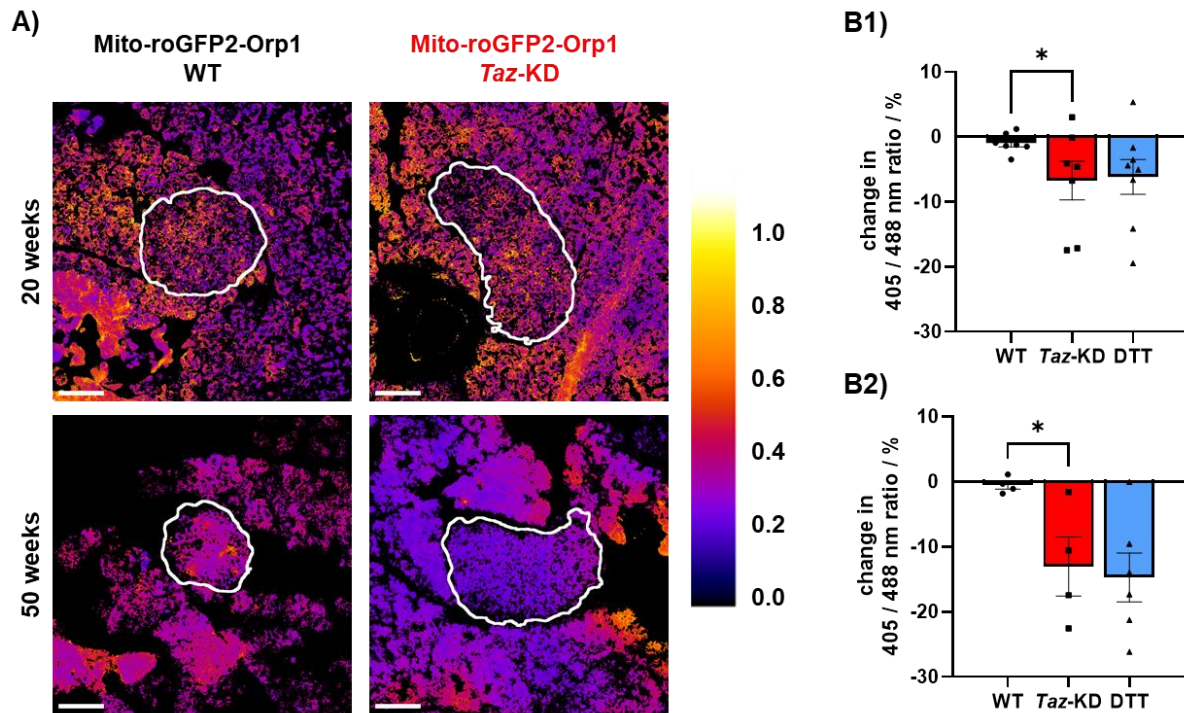 A)
Mito-roGFP2-Orp1
WT
Mito-roGFP2-Orp1
Taz-KD
20 weeks
50 weeks
1.0
0.8
0.6
0.4
0.2
0.0
B1)
*
change in
405 / 488 nm ratio / %
10
0
-10
-20
-30
WT Taz-KD DTT
B2)
*
change in
405 / 488 nm ratio / %
10
0
-10
-20
-30
WT Taz-KD DTT